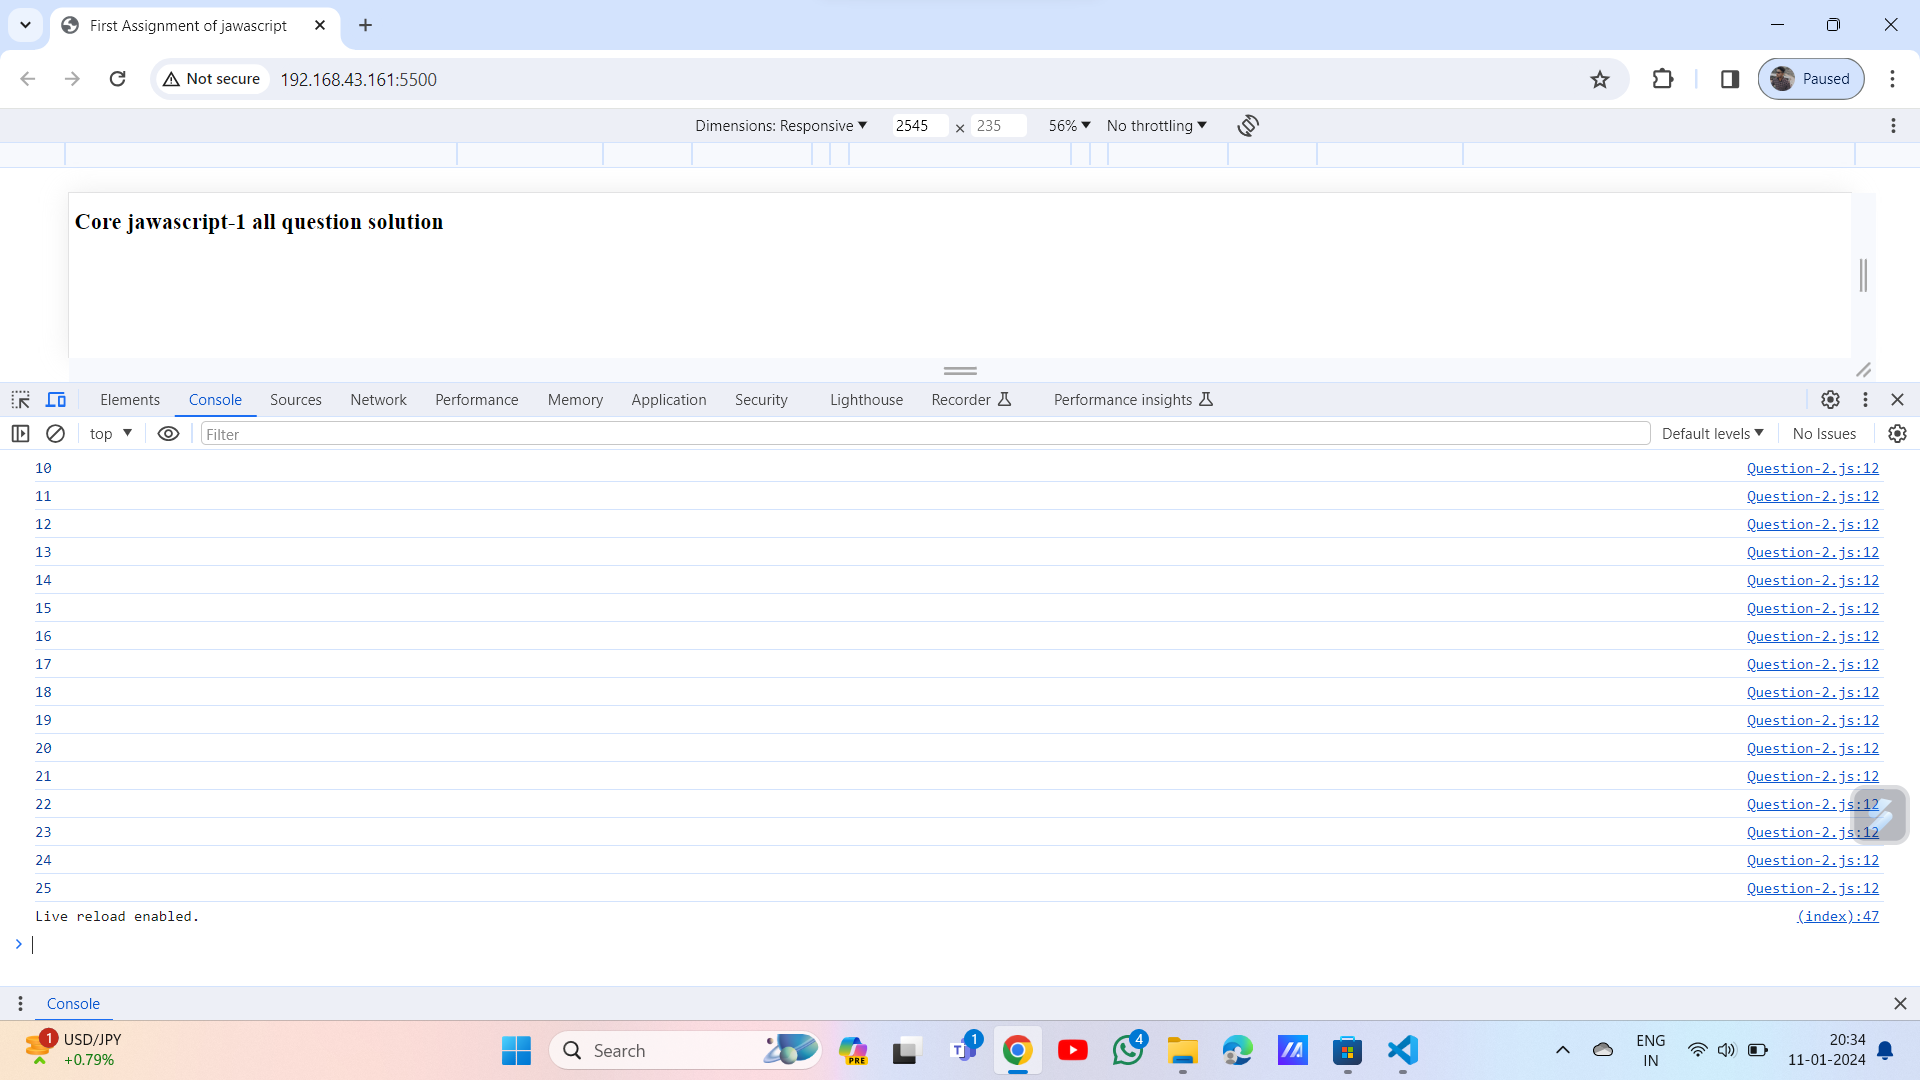 First Assignment of jawascript
Not secure 192.168.43.161:5500 Paused
Dimensions: Responsive 2545 × 235 56% No throttling
Core jawascript-1 all question solution
Elements Console Sources Network Performance Memory Application Security Lighthouse Recorder Performance insights
top Filter Default levels No Issues
10 Question-2.js:12
11 Question-2.js:12
12 Question-2.js:12
13 Question-2.js:12
14 Question-2.js:12
15 Question-2.js:12
16 Question-2.js:12
17 Question-2.js:12
18 Question-2.js:12
19 Question-2.js:12
20 Question-2.js:12
21 Question-2.js:12
22 Question-2.js:12
23 Question-2.js:12
24 Question-2.js:12
25 Question-2.js:12
Live reload enabled. (index):47
>
Console
1 USD/JPY
+0.79%
Search
PRE
T 1
4
ENG
IN
20:34
11-01-2024